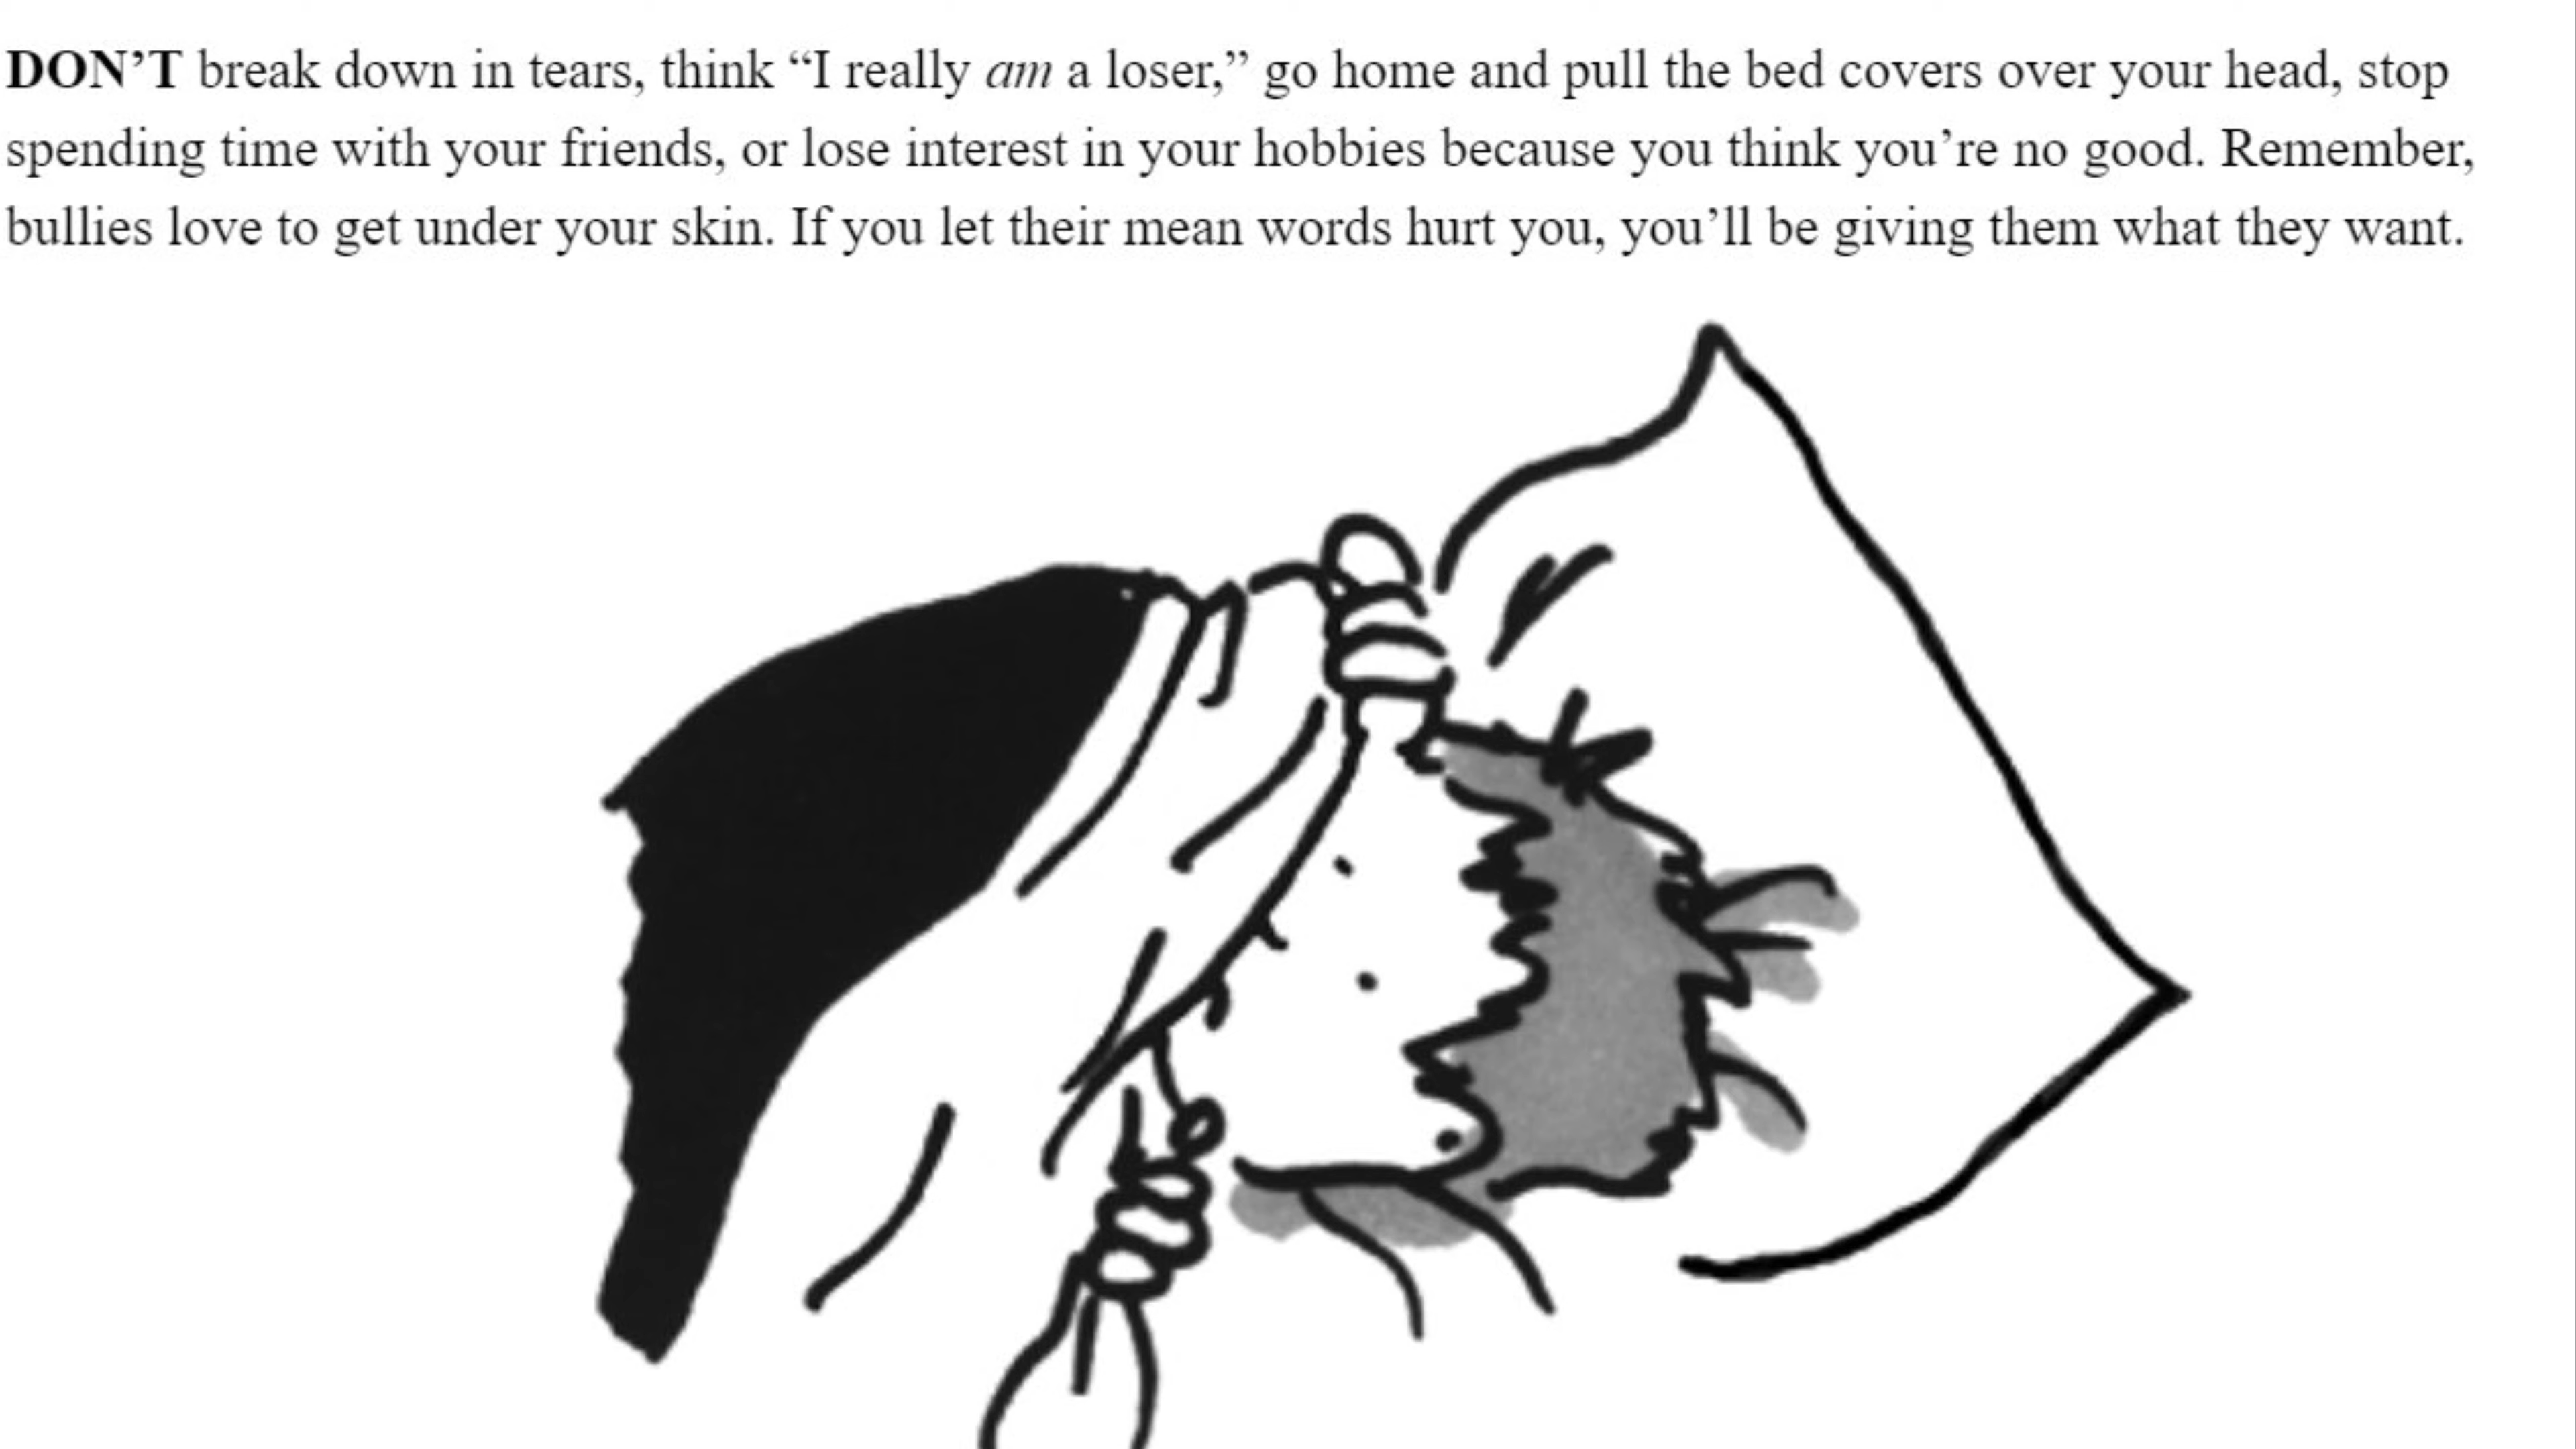 DON’T break down in tears, think “I really am a loser,” go home and pull the bed covers over your head, stop
spending time with your friends, or lose interest in your hobbies because you think you’re no good. Remember,
bullies love to get under your skin. If you let their mean words hurt you, you’ll be giving them what they want.